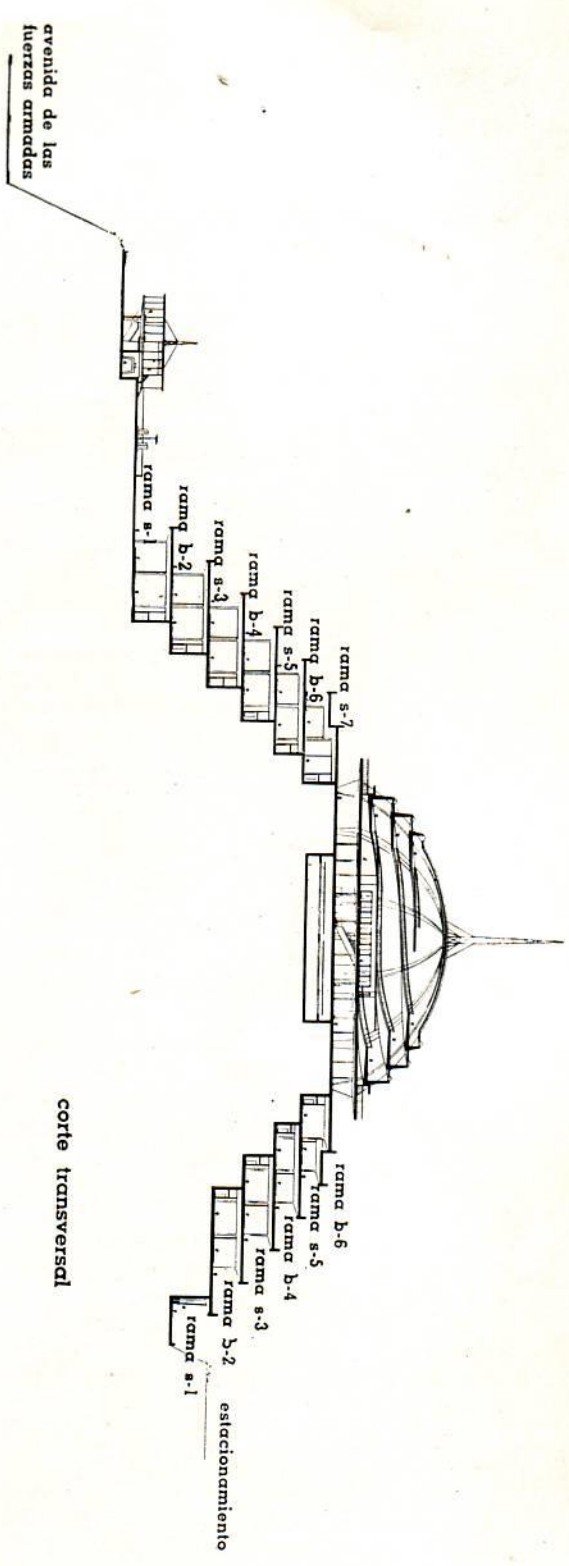 avenida de las
fuerzas armadas
rama s-1
rama b-2
rama s-3
rama b-4
rama s-5
rama b-6
rama s-7
rama b-6
rama s-5
rama b-4
rama s-3
rama b-2
rama s-1
estacionamiento
corte transversal